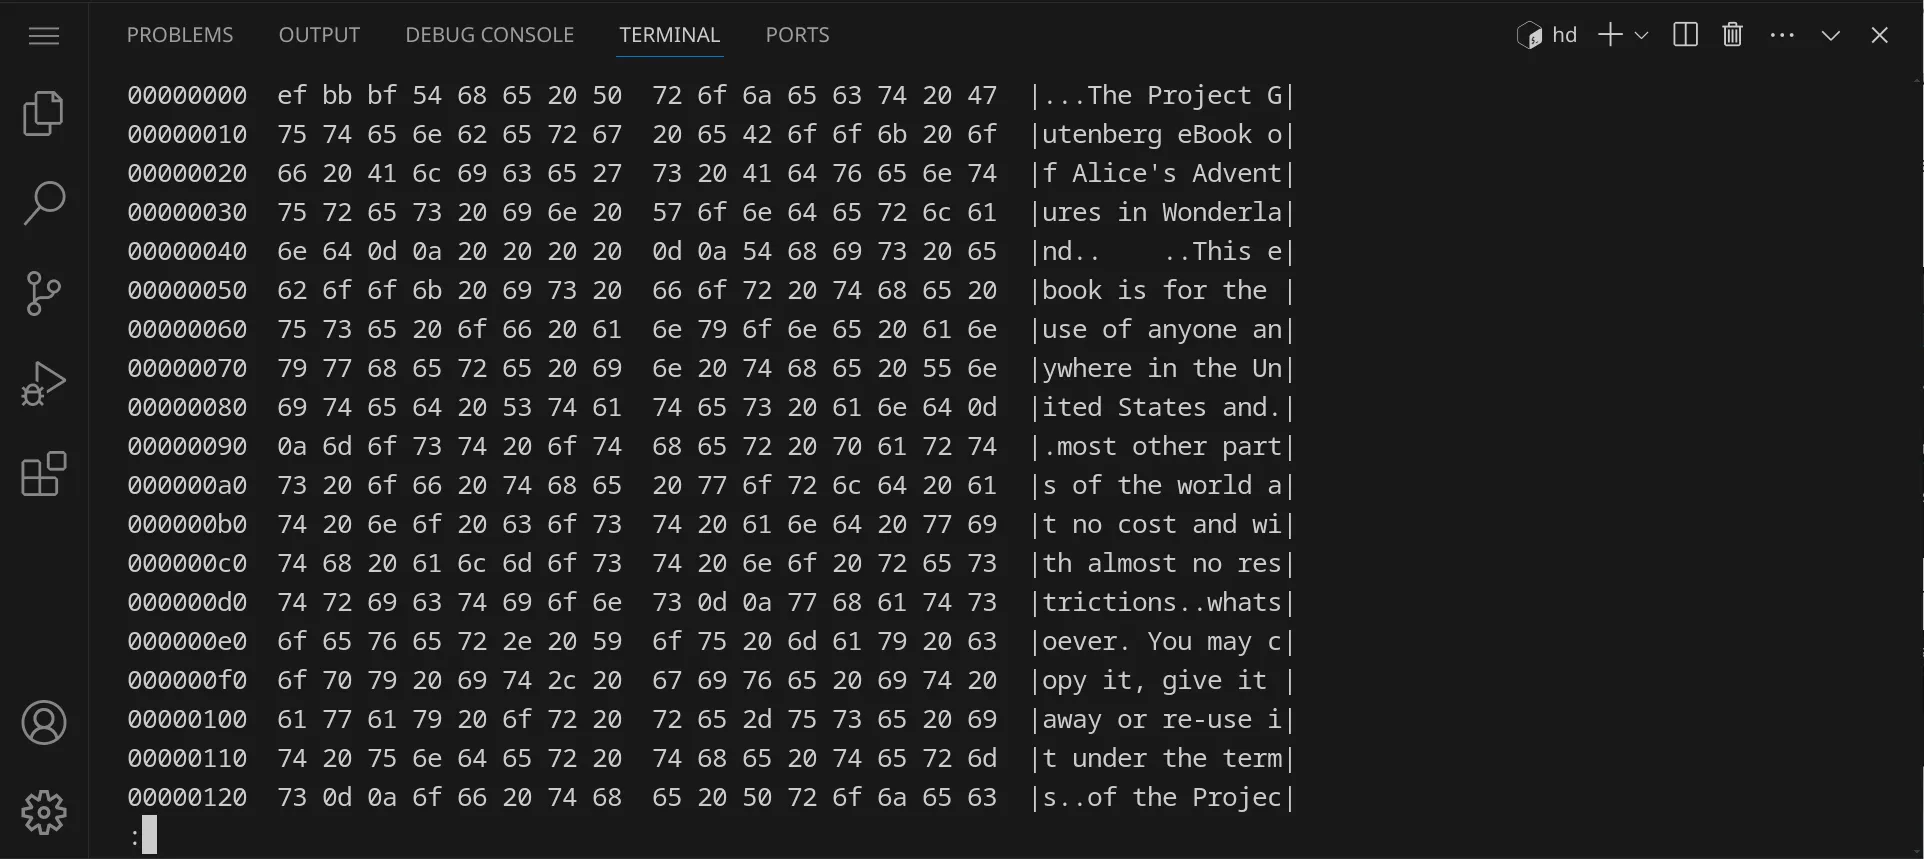 PROBLEMS OUTPUT DEBUG CONSOLE TERMINAL PORTS hd
00000000  ef bb bf 54 68 65 20 50  72 6f 6a 65 63 74 20 47  |...The Project G|
00000010  75 74 65 6e 62 65 72 67  20 65 42 6f 6f 6b 20 6f  |utenberg eBook o|
00000020  66 20 41 6c 69 63 65 27  73 20 41 64 76 65 6e 74  |f Alice's Advent|
00000030  75 72 65 73 20 69 6e 20  57 6f 6e 64 65 72 6c 61  |ures in Wonderla|
00000040  6e 64 0d 0a 20 20 20 20  0d 0a 54 68 69 73 20 65  |nd..    ..This e|
00000050  62 6f 6f 6b 20 69 73 20  66 6f 72 20 74 68 65 20  |book is for the |
00000060  75 73 65 20 6f 66 20 61  6e 79 6f 6e 65 20 61 6e  |use of anyone an|
00000070  79 77 68 65 72 65 20 69  6e 20 74 68 65 20 55 6e  |ywhere in the Un|
00000080  69 74 65 64 20 53 74 61  74 65 73 20 61 6e 64 0d  |ited States and.|
00000090  0a 6d 6f 73 74 20 6f 74  68 65 72 20 70 61 72 74  |.most other part|
000000a0  73 20 6f 66 20 74 68 65  20 77 6f 72 6c 64 20 61  |s of the world a|
000000b0  74 20 6e 6f 20 63 6f 73  74 20 61 6e 64 20 77 69  |t no cost and wi|
000000c0  74 68 20 61 6c 6d 6f 73  74 20 6e 6f 20 72 65 73  |th almost no res|
000000d0  74 72 69 63 74 69 6f 6e  73 0d 0a 77 68 61 74 73  |trictions..whats|
000000e0  6f 65 76 65 72 2e 20 59  6f 75 20 6d 61 79 20 63  |oever. You may c|
000000f0  6f 70 79 20 69 74 2c 20  67 69 76 65 20 69 74 20  |opy it, give it |
00000100  61 77 61 79 20 6f 72 20  72 65 2d 75 73 65 20 69  |away or re-use i|
00000110  74 20 75 6e 64 65 72 20  74 68 65 20 74 65 72 6d  |t under the term|
00000120  73 0d 0a 6f 66 20 74 68  65 20 50 72 6f 6a 65 63  |s..of the Projec|
: